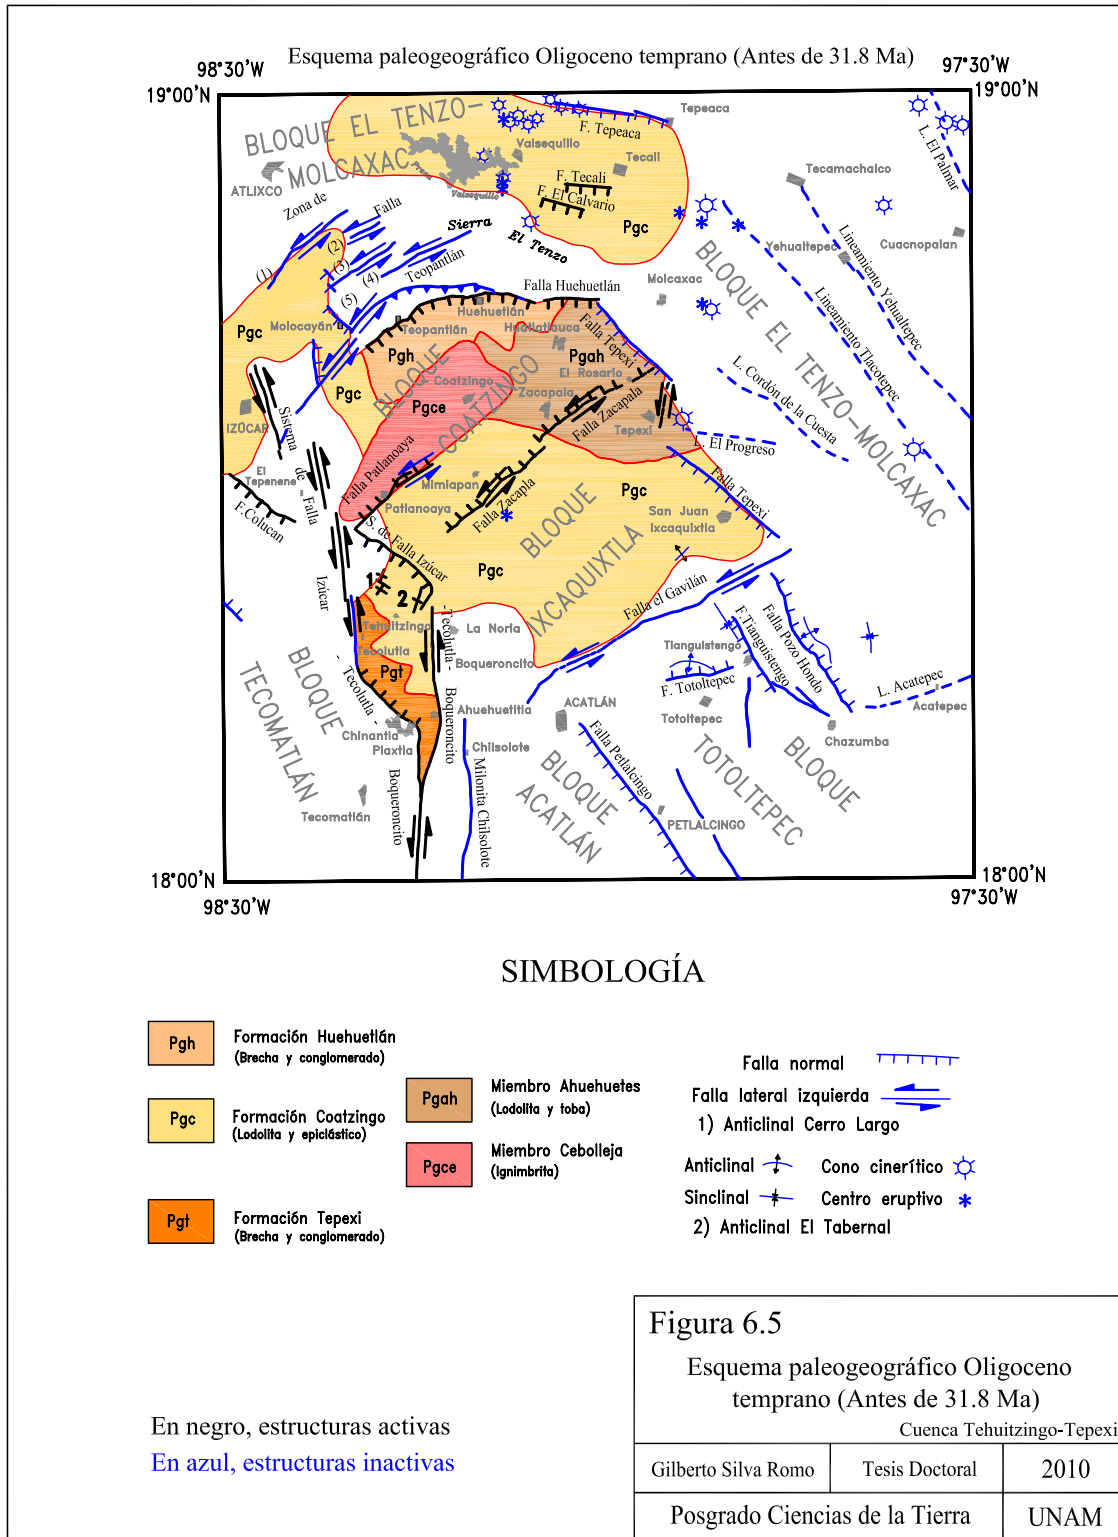 Esquema paleogeográfico Oligoceno temprano (Antes de 31.8 Ma)
98°30'W
97°30'W
19°00'N
19°00'N
BLOQUE EL TENZO-
MOLCAXAC
ATLIXCO
Valsequillo
Valsequillo
Tepeaca
F. Tepeaca
Tecali
F. Tecali
F. El Calvario
Pgc
Tecamachalco
L. El Palmar
Cuacnopalan
Yehualtepec
Lineamiento Yehualtepec
Lineamiento Tlacotepec
BLOQUE EL TENZO-MOLCAXAC
Zona de
Falla
Teopantlán
Sierra
El Tenzo
(1)
(2)
(3)
(4)
(5)
Molcaxac
Falla Huehuetlán
Huehuetlán
Molocayán
Teopantlán
Huatlatlauca
Pgc
Pgh
Pgah
Falla Tepexi
BLOQUE
COATZINGO
Coatzingo
Pgce
Zacapala
El Rosario
Falla Zacapala
Tepexi
L. Cordón de la Cuesta
L. El Progreso
Pgc
IZÚCAR
El
Tepenene
F. Colucan
Sistema
de
Falla
Izúcar
Falla Patlanoaya
Mimiapan
Patlanoaya
Falla Zacapla
S. de Falla Izúcar
BLOQUE
IXCAQUIXTLA
Pgc
Pgc
San Juan
Ixcaquixtla
Falla Tepexi
Falla el Gavilán
1
2
Tehuitzingo
Tecolutla
Pgt
La Noria
Boqueroncito
-Tecolutla-
Boqueroncito
- Tecolutla -
Boqueroncito
Ahuehuetitla
Chinantla
Piaxtla
Chilsolote
Milonita Chilsolote
Tecomatlán
BLOQUE
TECOMATLÁN
ACATLÁN
BLOQUE
ACATLÁN
Falla Petlalcingo
PETLALCINGO
Tianguistengo
F. Tianguistengo
F. Totoltepec
Totoltepec
Falla Pozo Hondo
L. Acatepec
Acatepec
Chazumba
BLOQUE
TOTOLTEPEC
18°00'N
18°00'N
98°30'W
97°30'W
SIMBOLOGÍA
Pgh
Formación Huehuetlán
(Brecha y conglomerado)
Pgc
Formación Coatzingo
(Lodolita y epiclástico)
Pgt
Formación Tepexi
(Brecha y conglomerado)
Pgah
Miembro Ahuehuetes
(Lodolita y toba)
Pgce
Miembro Cebolleja
(Ignimbrita)
Falla normal
Falla lateral izquierda
1) Anticlinal Cerro Largo
Anticlinal
Cono cinerítico
Sinclinal
Centro eruptivo
2) Anticlinal El Tabernal
En negro, estructuras activas
En azul, estructuras inactivas
Figura 6.5
Esquema paleogeográfico Oligoceno
temprano (Antes de 31.8 Ma)
Cuenca Tehuitzingo-Tepexi
Gilberto Silva Romo
Tesis Doctoral
2010
Posgrado Ciencias de la Tierra
UNAM